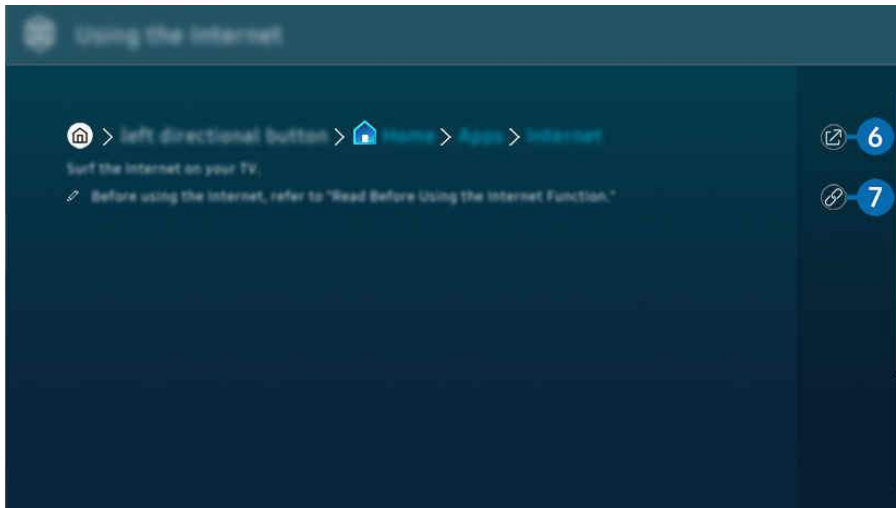 Using the Internet
> left directional button > Home > Apps > Internet
Surf the Internet on your TV.
Before using the Internet, refer to "Read Before Using the Internet Function."
6
7